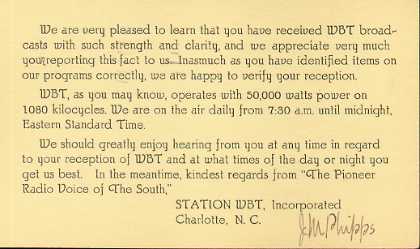 We are very pleased to learn that you have received WBT broad-
casts with such strength and clarity, and we appreciate very much
your reporting this fact to us. Inasmuch as you have identified items on
our programs correctly, we are happy to verify your reception.
WBT, as you may know, operates with 50,000 watts power on
1080 kilocycles. We are on the air daily from 7:30 a.m. until midnight,
Eastern Standard Time.
We should greatly enjoy hearing from you at any time in regard
to your reception of WBT and at what times of the day or night you
get us best. In the meantime, kindest regards from "The Pioneer
Radio Voice of The South."
STATION WBT, Incorporated
Charlotte, N. C.
J.M. Phipps